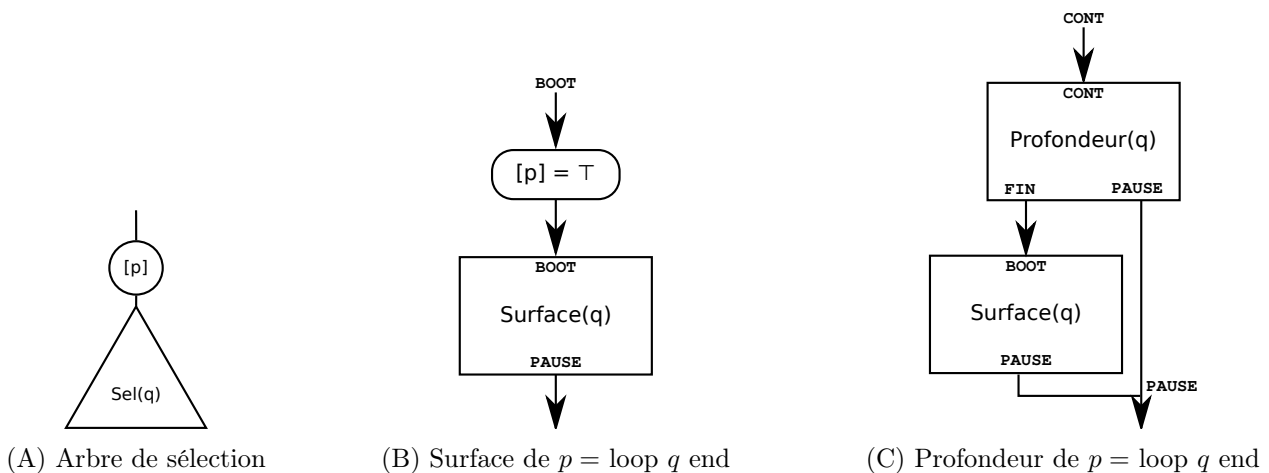 [p]
Sel(q)
(A) Arbre de sélection
BOOT
[p] = ⊤
BOOT
Surface(q)
PAUSE
(B) Surface de p = loop q end
CONT
CONT
Profondeur(q)
FIN PAUSE
BOOT
Surface(q)
PAUSE
PAUSE
(C) Profondeur de p = loop q end